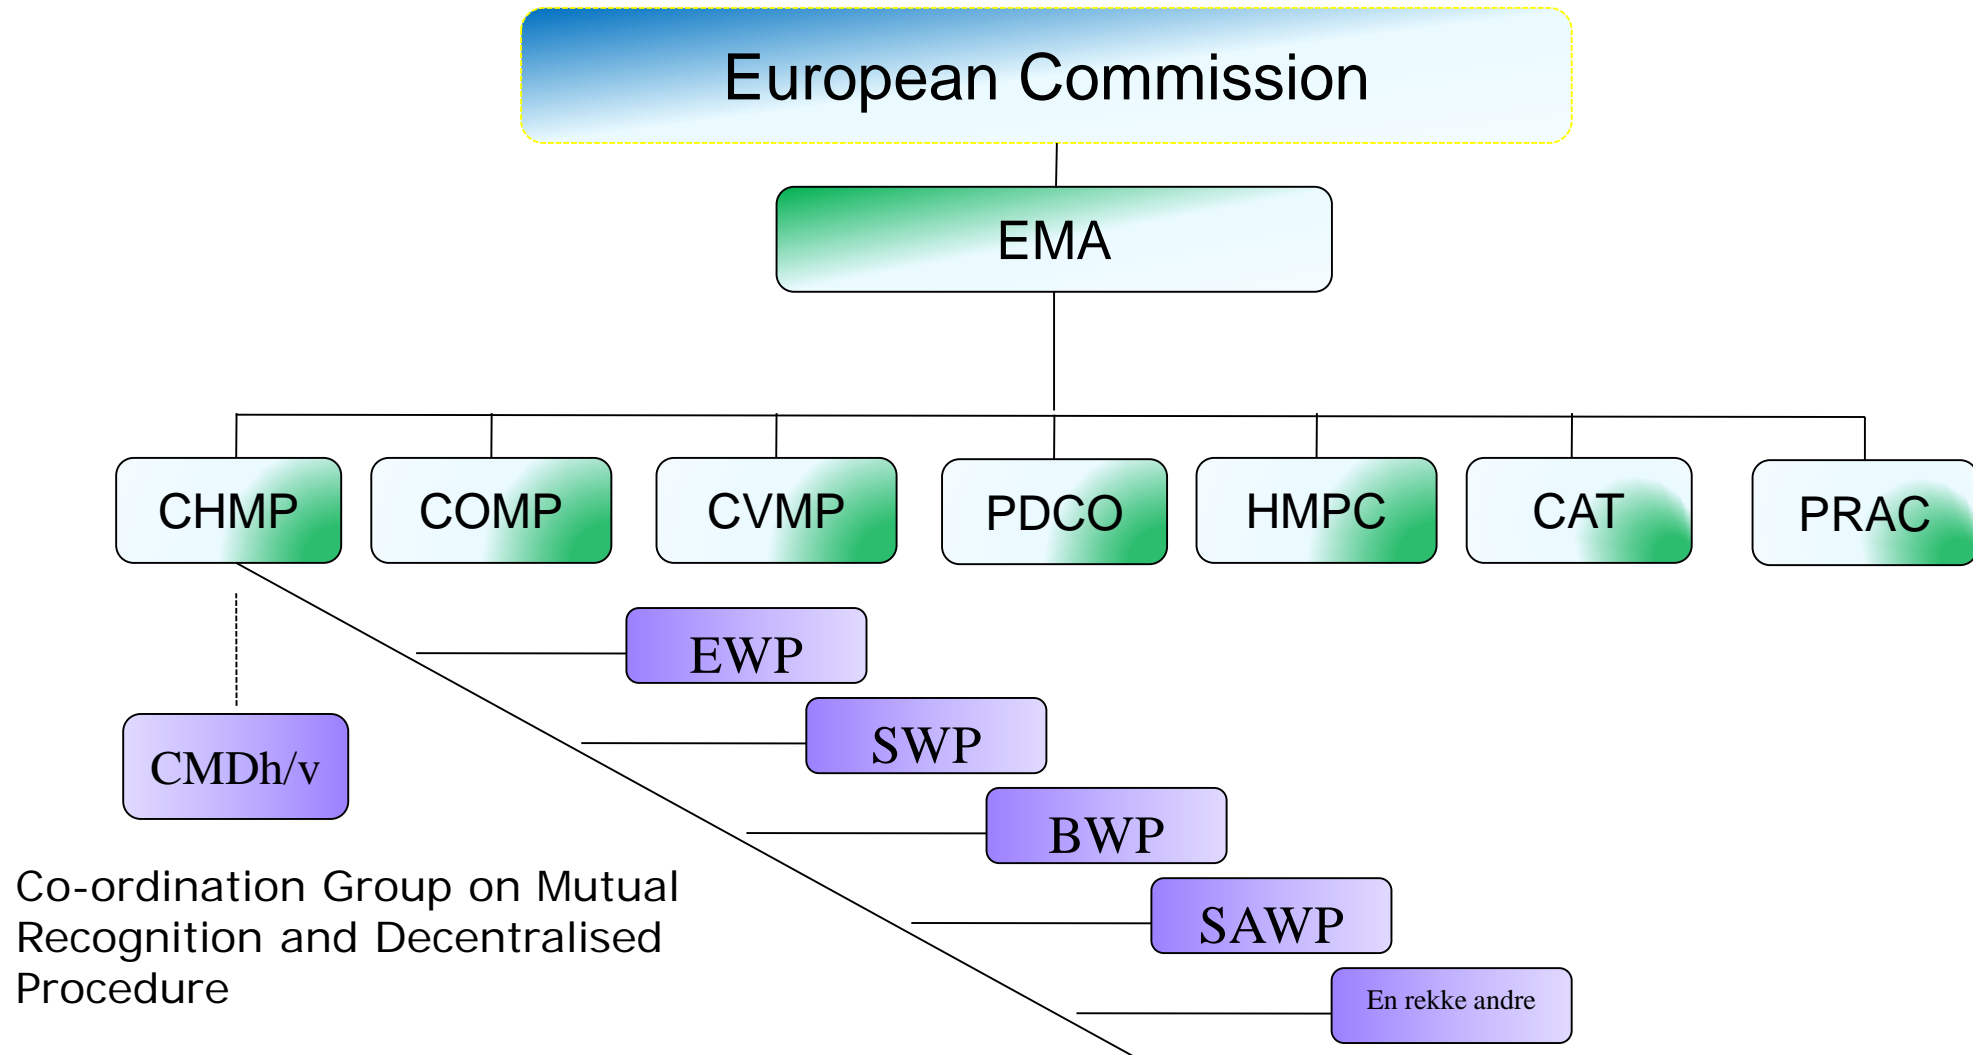 European Commission
EMA
CHMP
COMP
CVMP
PDCO
HMPC
CAT
PRAC
EWP
SWP
CMDh/v
BWP
Co-ordination Group on Mutual
Recognition and Decentralised
Procedure
SAWP
En rekke andre